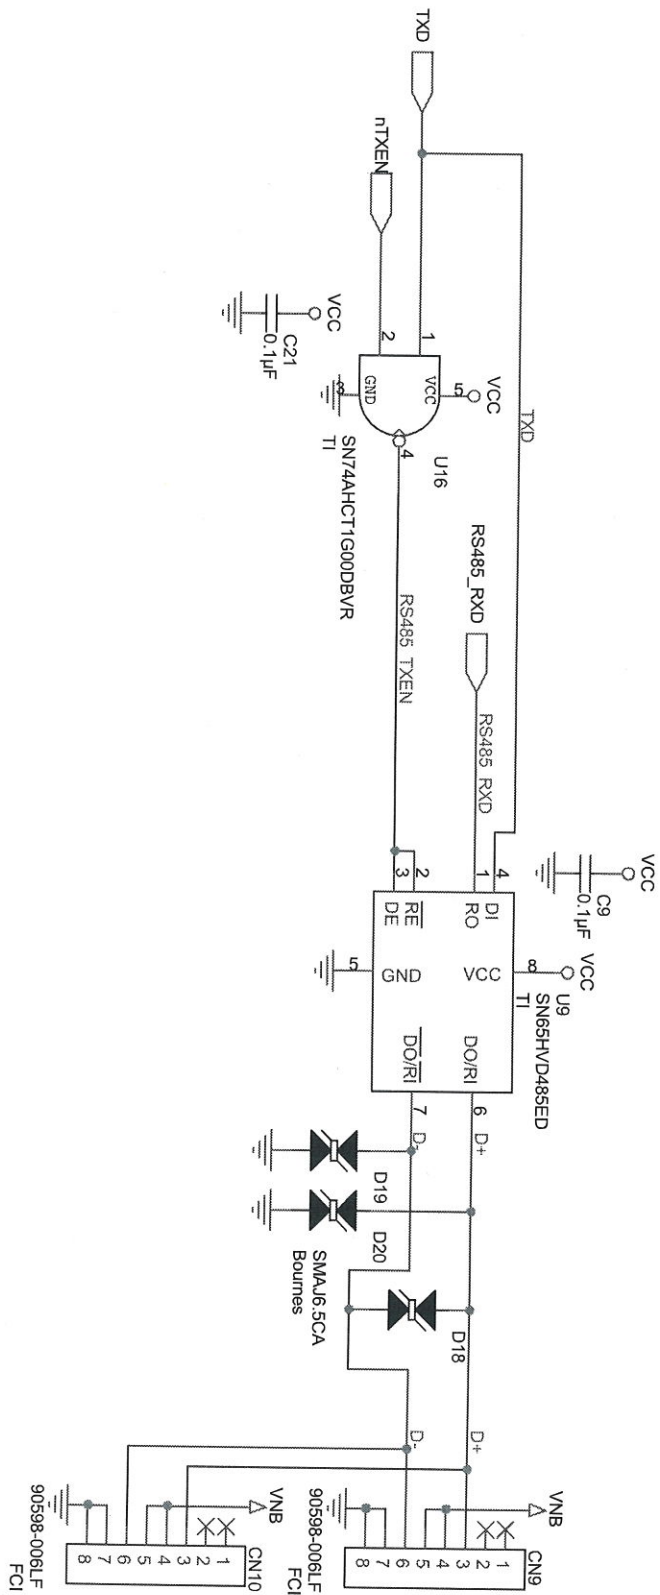 TXD
nTXEN
VCC
C21
0.1µF
1
2
VCC
GND
5
VCC
3
4
U16
SN74AHCT1G00DBVR
TI
TXD
RS485_RXD
RS485_RXD
RS485_TXEN
VCC
C9
0.1µF
4
1
2
3
DI
RO
RE
DE
VCC
GND
8
VCC
5
U9
SN65HVD485ED
TI
DO/RI
DO/RI
6
D+
7
D-
D19
D20
SMAJ6.5CA
Bournes
D18
D+
D-
VNB
CN9
1
2
3
4
5
6
7
8
90598-006LF
FCI
VNB
CN10
1
2
3
4
5
6
7
8
90598-006LF
FCI